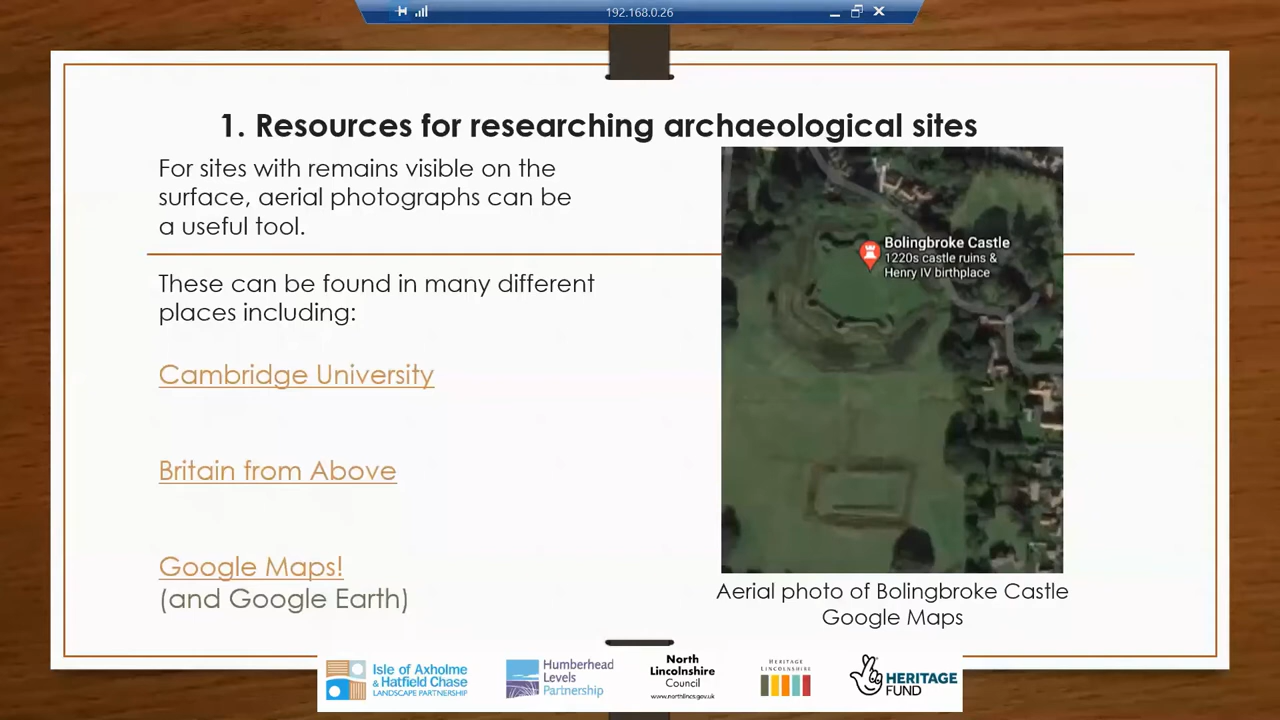 192.168.0.26
1. Resources for researching archaeological sites
For sites with remains visible on the
surface, aerial photographs can be
a useful tool.
These can be found in many different
places including:
Cambridge University
Britain from Above
Google Maps!
(and Google Earth)
Bolingbroke Castle
1220s castle ruins &
Henry IV birthplace
Aerial photo of Bolingbroke Castle
Google Maps
Isle of Axholme
& Hatfield Chase
LANDSCAPE PARTNERSHIP
Humberhead
Levels
Partnership
North
Lincolnshire
Council
www.northlincs.gov.uk
HERITAGE
LINCOLNSHIRE
HERITAGE
FUND